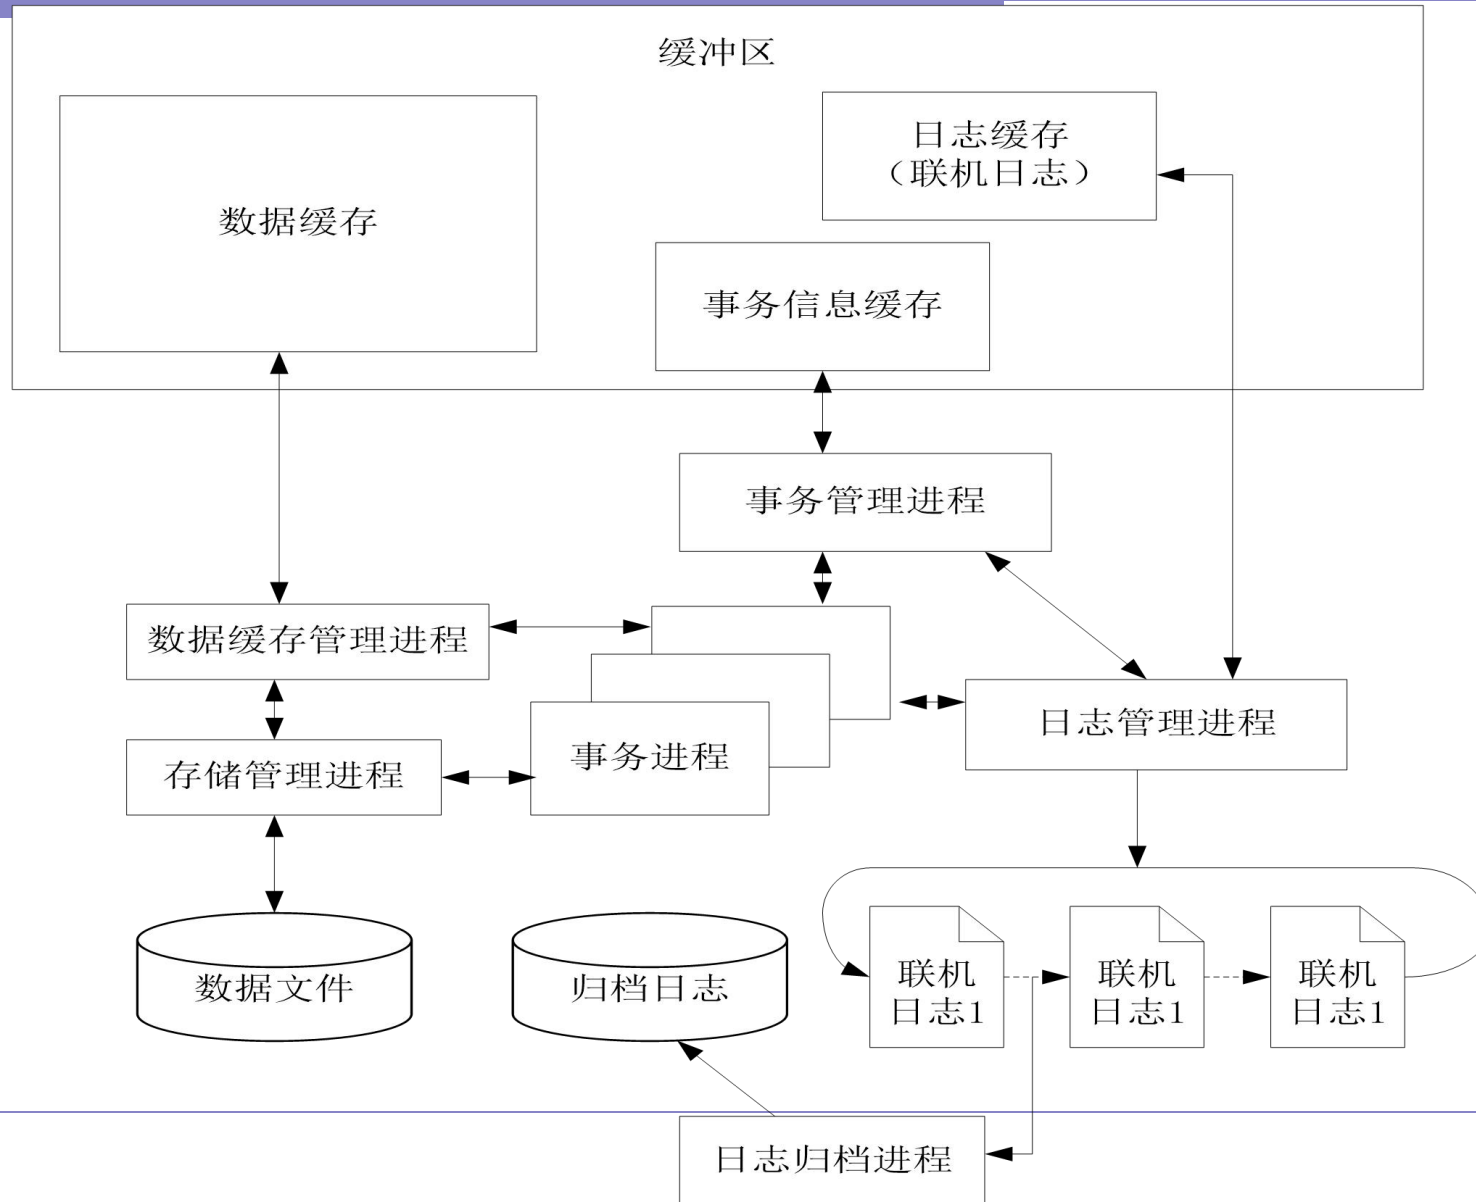 缓冲区
日志缓存
（联机日志）
数据缓存
事务信息缓存
事务管理进程
数据缓存管理进程
日志管理进程
事务进程
存储管理进程
数据文件
归档日志
联机
日志1
联机
日志1
联机
日志1
日志归档进程